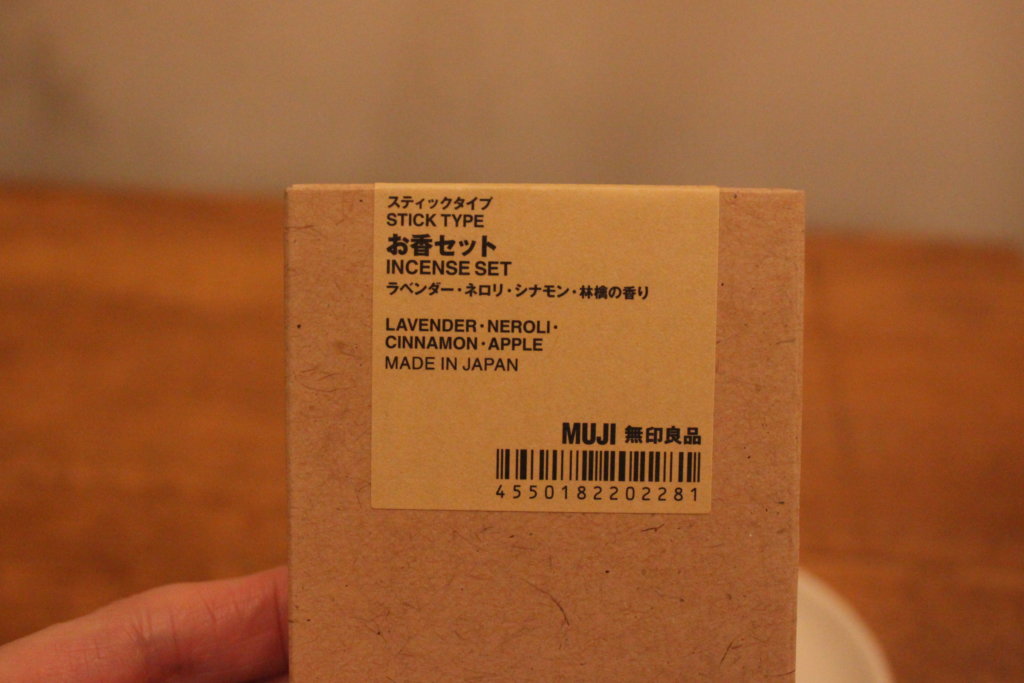 スティックタイプ
STICK TYPE
お香セット
INCENSE SET
ラベンダー・ネロリ・シナモン・林檎の香り
LAVENDER・NEROLI・
CINNAMON・APPLE
MADE IN JAPAN
MUJI 無印良品
4550182202281